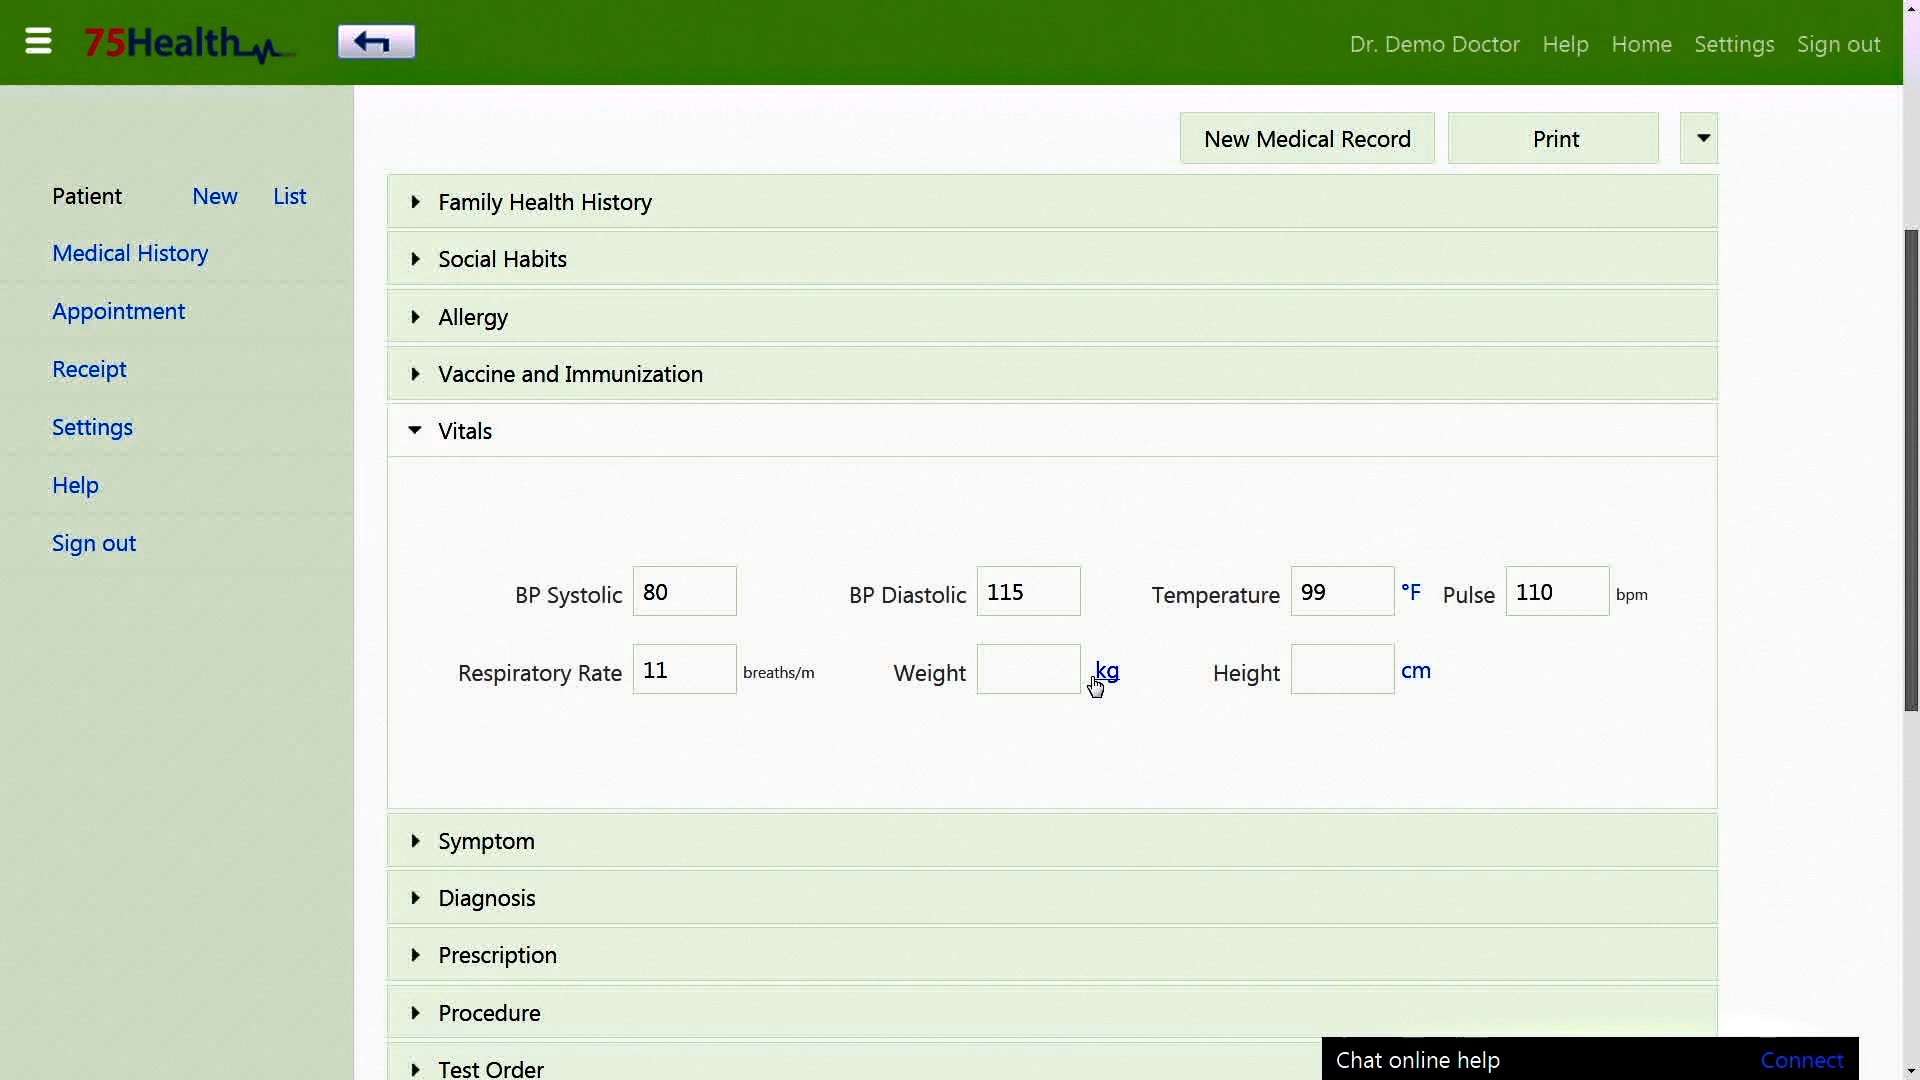 75Health
Dr. Demo Doctor Help Home Settings Sign out
New Medical Record Print
Patient New List
Medical History
Appointment
Receipt
Settings
Help
Sign out
Family Health History
Social Habits
Allergy
Vaccine and Immunization
Vitals
BP Systolic 80 BP Diastolic 115 Temperature 99 °F Pulse 110 bpm
Respiratory Rate 11 breaths/m Weight kg Height cm
Symptom
Diagnosis
Prescription
Procedure
Test Order
Chat online help Connect